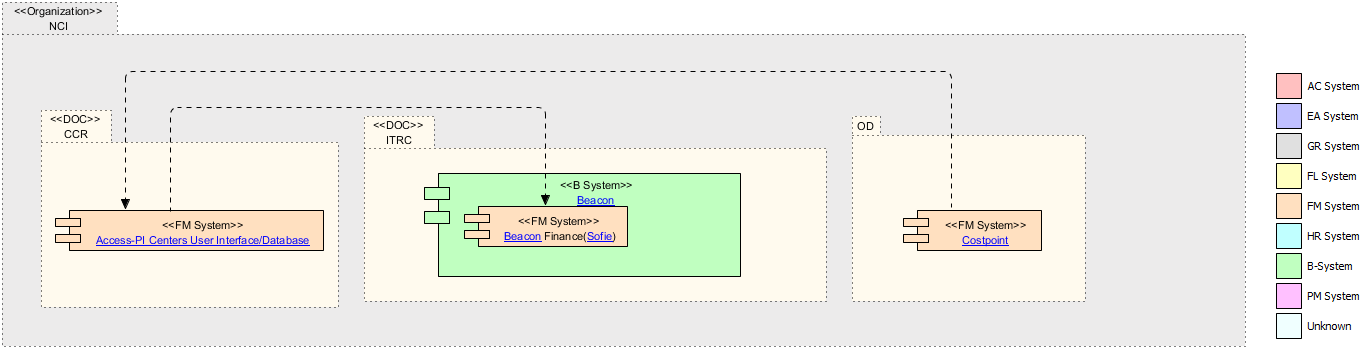 <<Organization>>
NCI
<<DOC>>
CCR
<<FM System>>
Access-PI Centers User Interface/Database
<<DOC>>
ITRC
<<B System>>
Beacon
<<FM System>>
Beacon Finance(Sofie)
OD
<<FM System>>
Costpoint
AC System
EA System
GR System
FL System
FM System
HR System
B-System
PM System
Unknown